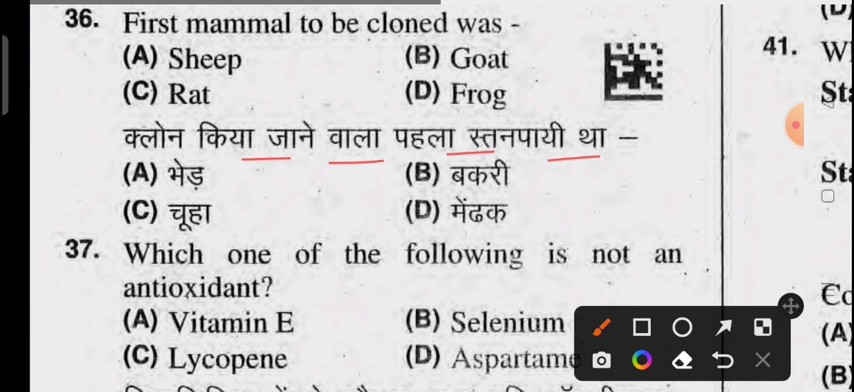 36. First mammal to be cloned was -
(A) Sheep (B) Goat
(C) Rat (D) Frog
क्लोन किया जाने वाला पहला स्तनपायी था –
(A) भेड़ (B) बकरी
(C) चूहा (D) मेंढक
37. Which one of the following is not an
antioxidant?
(A) Vitamin E (B) Selenium
(C) Lycopene (D) Aspartame
(D)
41.
(A)
(B)